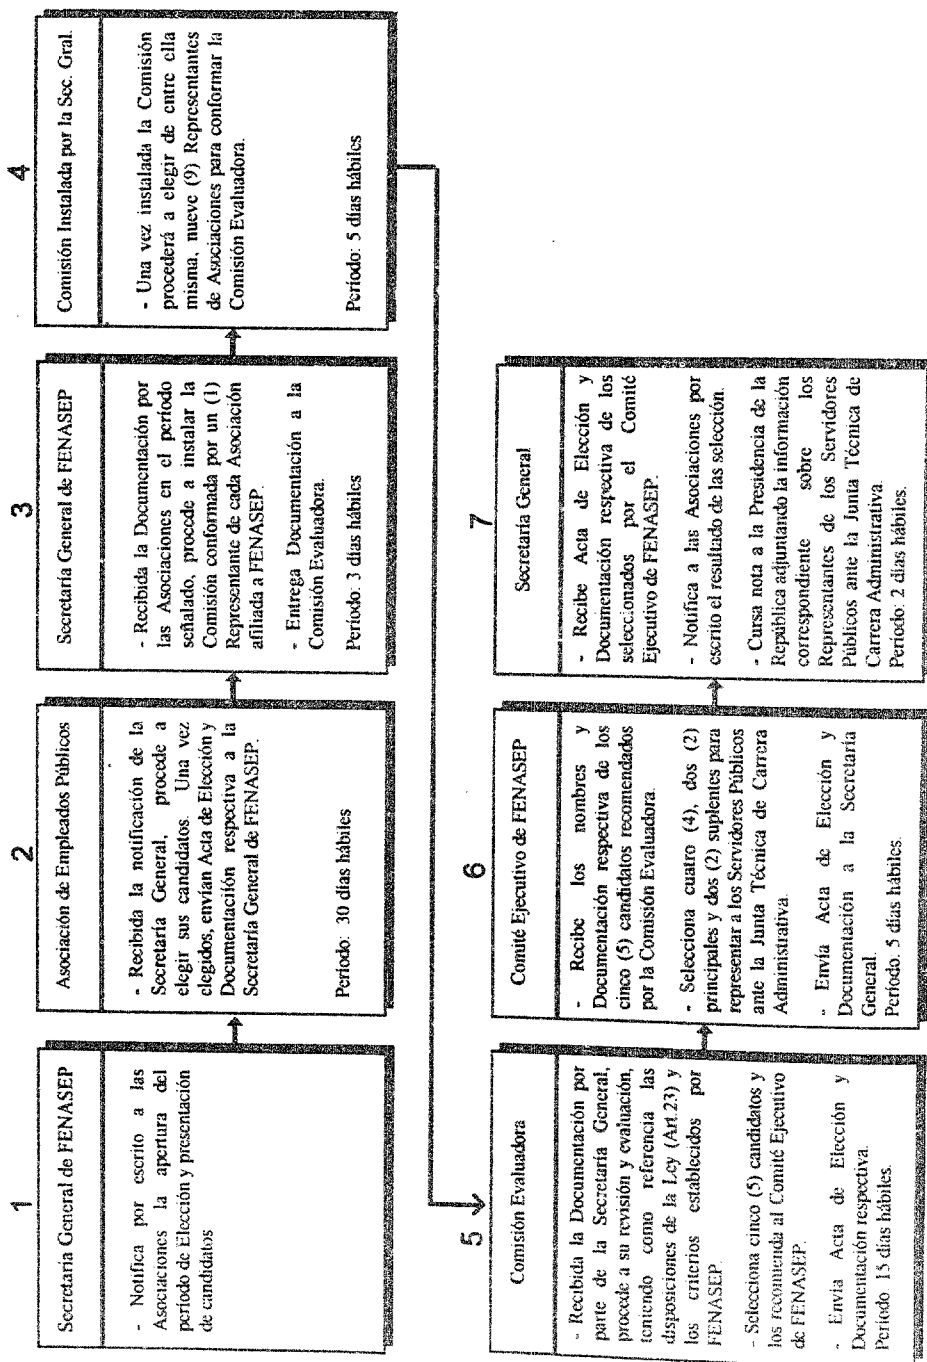 1
Secretaria General de FENASEP
- Notifica por escrito a las
Asociaciones la apertura del
período de Elección y presentación
de candidatos
2
Asociación de Empleados Públicos
- Recibida la notificación de la
Secretaría General, procede a
elegir sus candidatos. Una vez
elegidos, envían Acta de Elección y
Documentacilón respectiva a la
Secretaría General de FENASEP.
Período: 30 días hábiles
3
Secretaría General de FENASEP
- Recibida la Documentación por
las Asociaciones en el período
señalado, procede a instalar la
Comisión conformada por un (1)
Representante de cada Asociación
afiliada a FENASEP.
- Entrega Documentación a la
Comisión Evaluadora.
Período: 3 días hábiles
4
Comisión Instalada por la Sec. Gral.
- Una vez instalada la Comisión
procederá a elegir de entre ella
misma, nueve (9) Representantes
de Asociaciones para conformar la
Comisión Evaluadora.
Período: 5 días hábiles
5
Comisión Evaluadora
- Recibida la Documentación por
parte de la Secretaría General,
procede a su revisión y evaluación,
teniendo como referencia las
disposiciones de la Ley (Art.23) y
los criterios establecidos por
FENASEP.
- Selecciona cinco (5) candidatos y
los recomienda al Comité Ejecutivo
de FENASEP.
- Envia Acta de Elección y
Documentación respectiva.
Período: 15 días hábiles.
6
Comité Ejecutivo de FENASEP
- Recibe los nombres y
Documentación respectiva de los
cinco (5) candidatos recomendados
por la Comisión Evaluadora.
- Selecciona cuatro (4), dos (2)
principales y dos (2) suplentes para
representar a los Servidores Públicos
ante la Junta Técnica de Carrera
Administrativa.
- Envía Acta de Elección y
Documentación a la Secretaria
General.
Período: 5 días hábiles.
7
Secretaría General
- Recibe Acta de Elección y
Documentación respectiva de los
seleccionados por el Comité
Ejecutivo de FENASEP.
- Notifica a las Asociaciones por
escrito el resultado de las selección.
- Cursa nota a la Presidencia de la
República adjuntando la información
correspondiente sobre los
Representantes de los Servidores
Públicos ante la Junta Técnica de
Carrera Administrativa.
Período: 2 días hábiles.